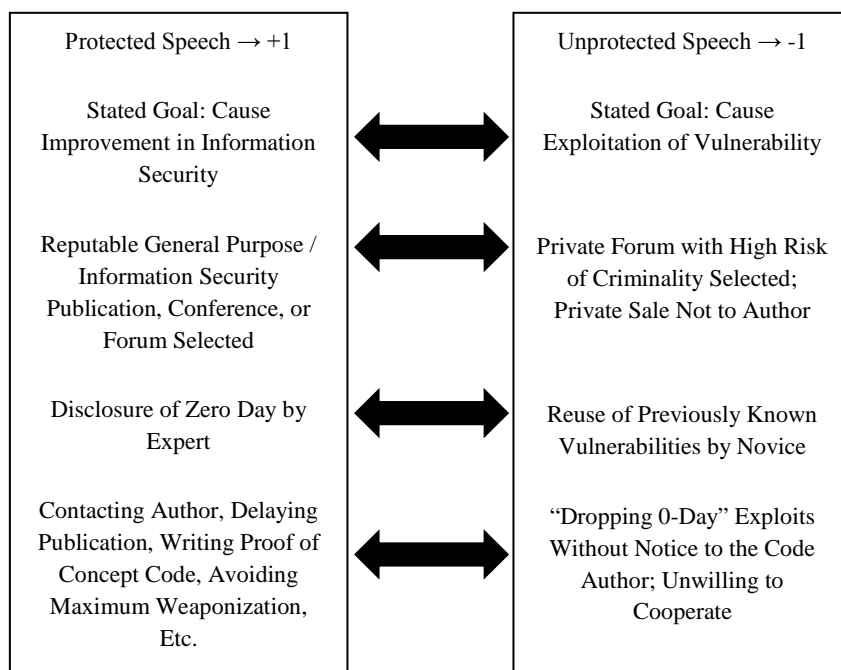 Protected Speech → +1
Stated Goal: Cause
Improvement in Information
Security
Reputable General Purpose /
Information Security
Publication, Conference, or
Forum Selected
Disclosure of Zero Day by
Expert
Contacting Author, Delaying
Publication, Writing Proof of
Concept Code, Avoiding
Maximum Weaponization,
Etc.
Unprotected Speech → -1
Stated Goal: Cause
Exploitation of Vulnerability
Private Forum with High Risk
of Criminality Selected;
Private Sale Not to Author
Reuse of Previously Known
Vulnerabilities by Novice
“Dropping 0-Day” Exploits
Without Notice to the Code
Author; Unwilling to
Cooperate